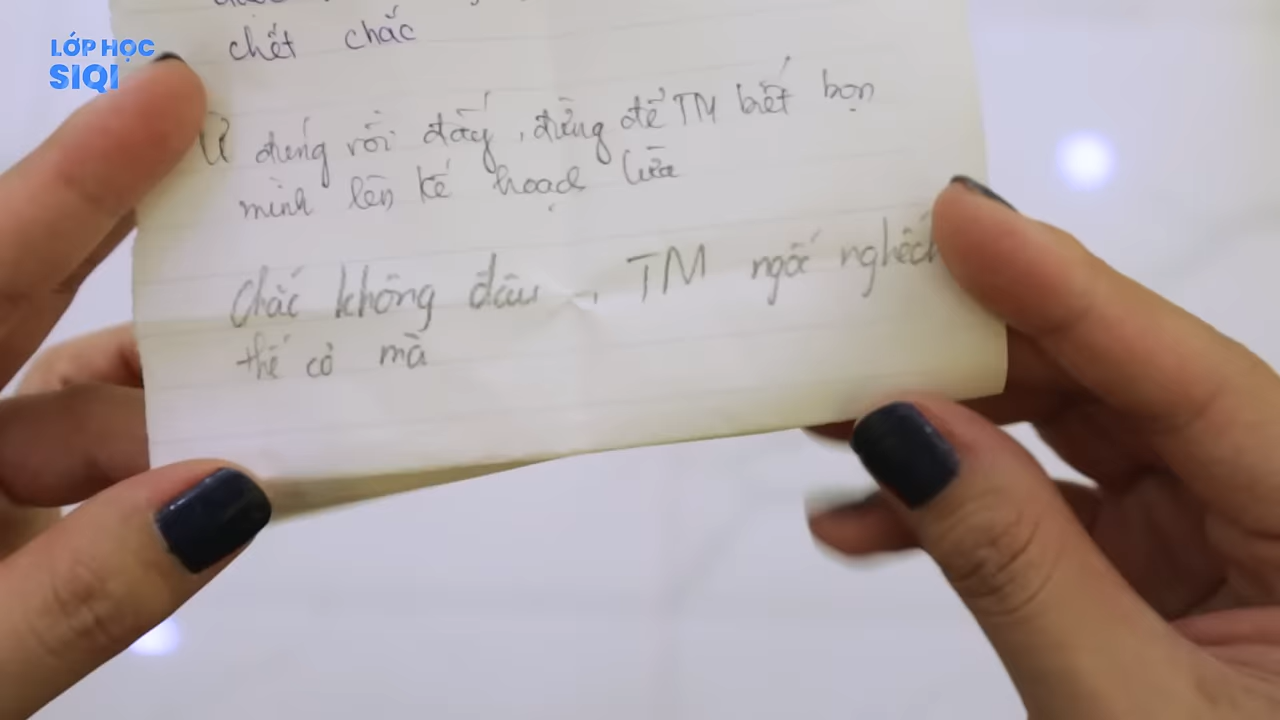 LỚP HỌC
SIQI
chết chắc
Ừ đúng rồi đấy, đừng để TM biết bọn
mình lên kế hoạch lừa
Chắc không đâu, TM ngốc nghếch
thế cơ mà